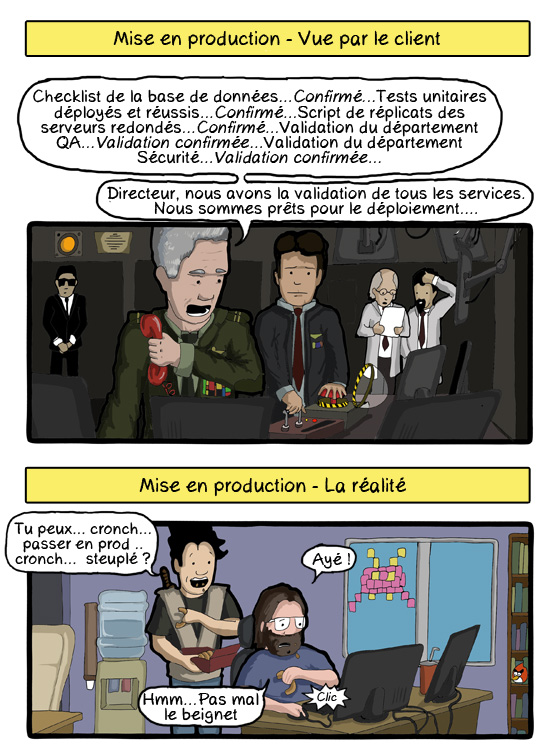 Mise en production - Vue par le client
Checklist de la base de données...Confirmé...Tests unitaires
déployés et réussis...Confirmé...Script de réplicats des
serveurs redondés...Confirmé...Validation du département
QA...Validation confirmée...Validation du département
Sécurité...Validation confirmée...
Directeur, nous avons la validation de tous les services.
Nous sommes prêts pour le déploiement....
Mise en production - La réalité
Tu peux... cronch...
passer en prod ..
cronch... steuplé ?
Ayé !
Hmm...Pas mal
le beignet
Clic